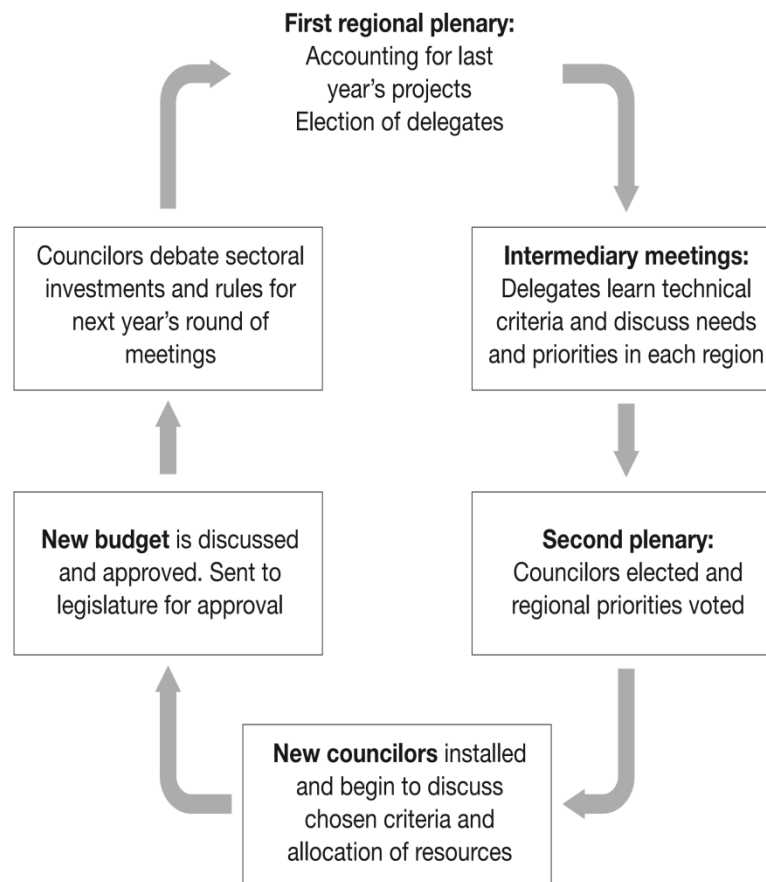 First regional plenary:
Accounting for last
year’s projects
Election of delegates
Intermediary meetings:
Delegates learn technical
criteria and discuss needs
and priorities in each region
Second plenary:
Councilors elected and
regional priorities voted
New councilors installed
and begin to discuss
chosen criteria and
allocation of resources
New budget is discussed
and approved. Sent to
legislature for approval
Councilors debate sectoral
investments and rules for
next year’s round of
meetings